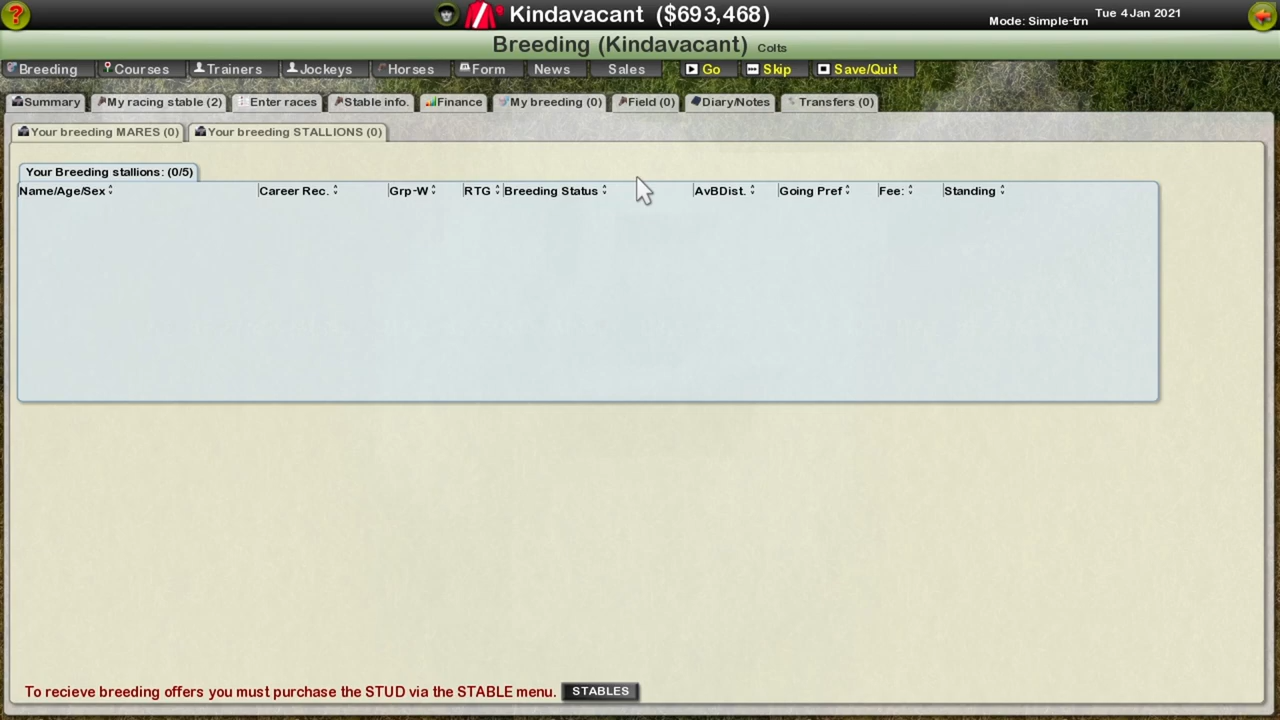 Kindavacant ($693,468)
Mode: Simple-trn
Tue 4 Jan 2021
Breeding (Kindavacant) Colts
Breeding Courses Trainers Jockeys Horses Form News Sales Go Skip Save/Quit
Summary My racing stable (2) Enter races Stable info. Finance My breeding (0) Field (0) Diary/Notes Transfers (0)
Your breeding MARES (0) Your breeding STALLIONS (0)
Your Breeding stallions: (0/5)
Name/Age/Sex Career Rec. Grp-W RTG Breeding Status AvBDist. Going Pref Fee: Standing
To recieve breeding offers you must purchase the STUD via the STABLE menu. STABLES